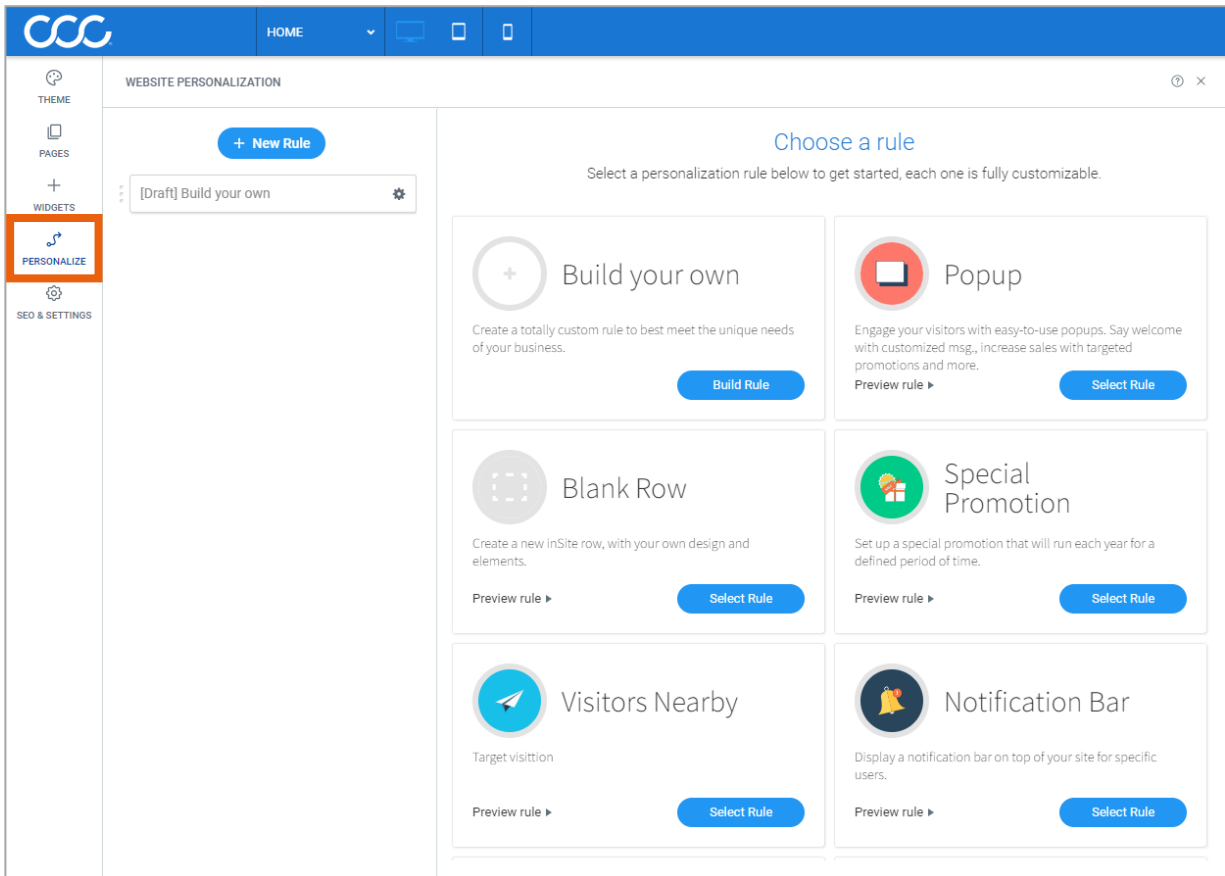 CCC
HOME
THEME
WEBSITE PERSONALIZATION
PAGES
WIDGETS
PERSONALIZE
SEO & SETTINGS
+ New Rule
[Draft] Build your own
Choose a rule
Select a personalization rule below to get started, each one is fully customizable.
Build your own
Create a totally custom rule to best meet the unique needs
of your business.
Build Rule
Popup
Engage your visitors with easy-to-use popups. Say welcome
with customized msg., increase sales with targeted
promotions and more.
Preview rule
Select Rule
Blank Row
Create a new inSite row, with your own design and
elements.
Preview rule
Select Rule
Special
Promotion
Set up a special promotion that will run each year for a
defined period of time.
Preview rule
Select Rule
Visitors Nearby
Target visittion
Preview rule
Select Rule
Notification Bar
Display a notification bar on top of your site for specific
users.
Preview rule
Select Rule